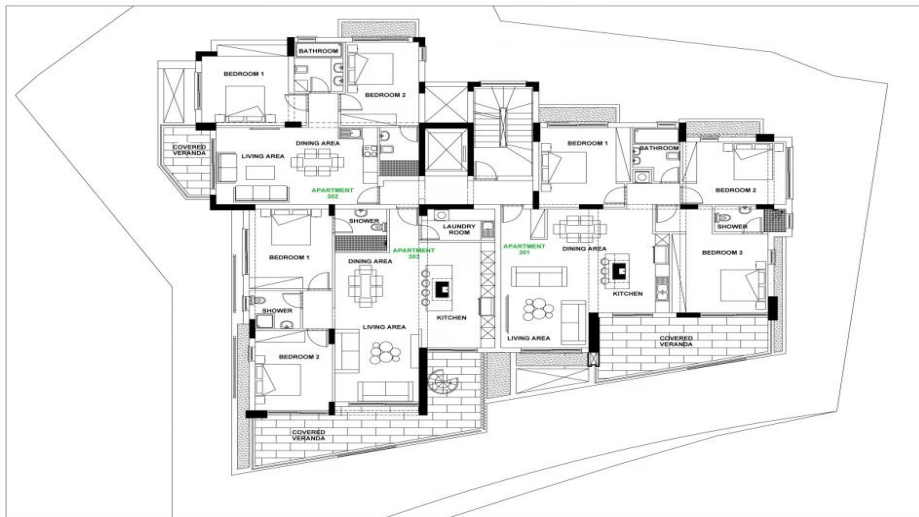 BATHROOM
BEDROOM 1
BEDROOM 2
COVERED
VERANDA
LIVING AREA
DINING AREA
APARTMENT
302
BEDROOM 1
BATHROOM
BEDROOM 2
SHOWER
LAUNDRY
ROOM
APARTMENT
303
APARTMENT
301
DINING AREA
SHOWER
BEDROOM 3
BEDROOM 1
DINING AREA
KITCHEN
SHOWER
KITCHEN
LIVING AREA
LIVING AREA
COVERED
VERANDA
BEDROOM 2
COVERED
VERANDA